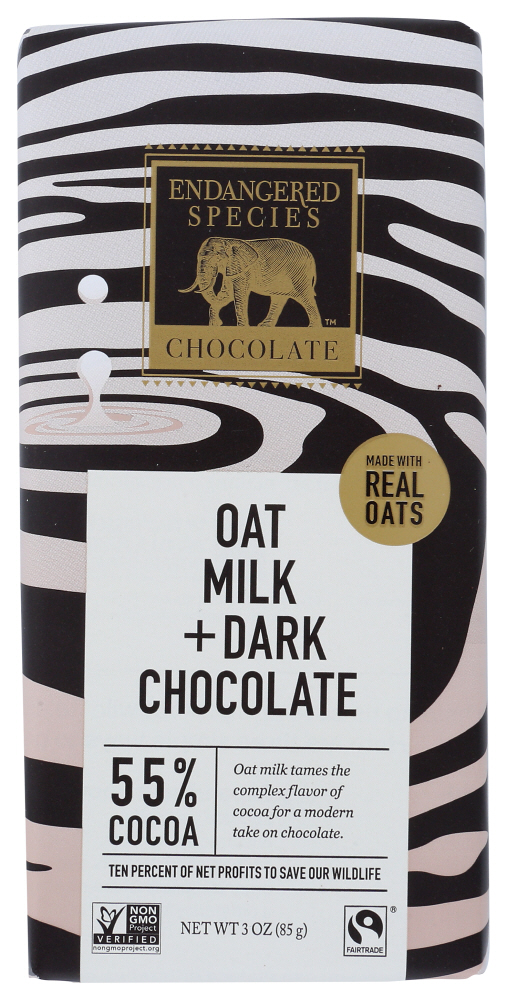 ENDANGERED
SPECIES
™
CHOCOLATE
MADE WITH
REAL
OATS
OAT
MILK
+DARK
CHOCOLATE
55%
COCOA
Oat milk tames the
complex flavor of
cocoa for a modern
take on chocolate.
TEN PERCENT OF NET PROFITS TO SAVE OUR WILDLIFE
NON
GMO
Project
VERIFIED
nongmoproject.org
NET WT 3 OZ (85 g)
®
FAIRTRADE